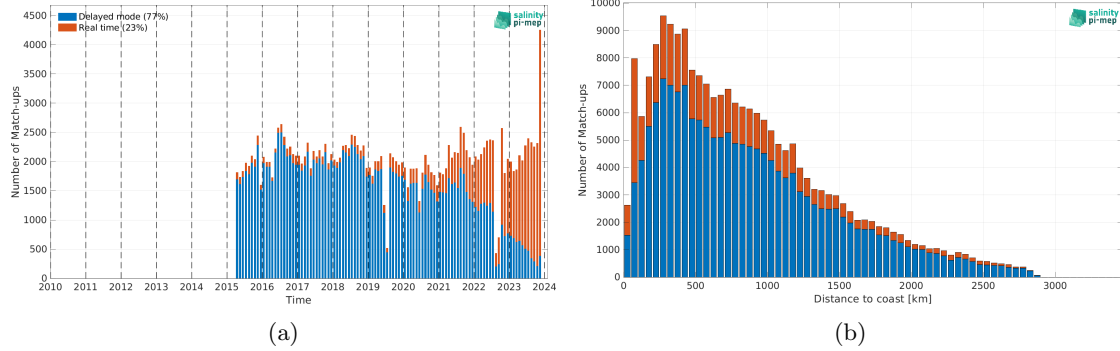 Delayed mode (77%)
Real time (23%)
salinity
pi-mep
4500
4000
3500
3000
2500
2000
1500
1000
500
0
Number of Match-ups
2010 2011 2012 2013 2014 2015 2016 2017 2018 2019 2020 2021 2022 2023 2024
Time
(a)
salinity
pi-mep
10000
9000
8000
7000
6000
5000
4000
3000
2000
1000
0
Number of Match-ups
0 500 1000 1500 2000 2500 3000
Distance to coast [km]
(b)